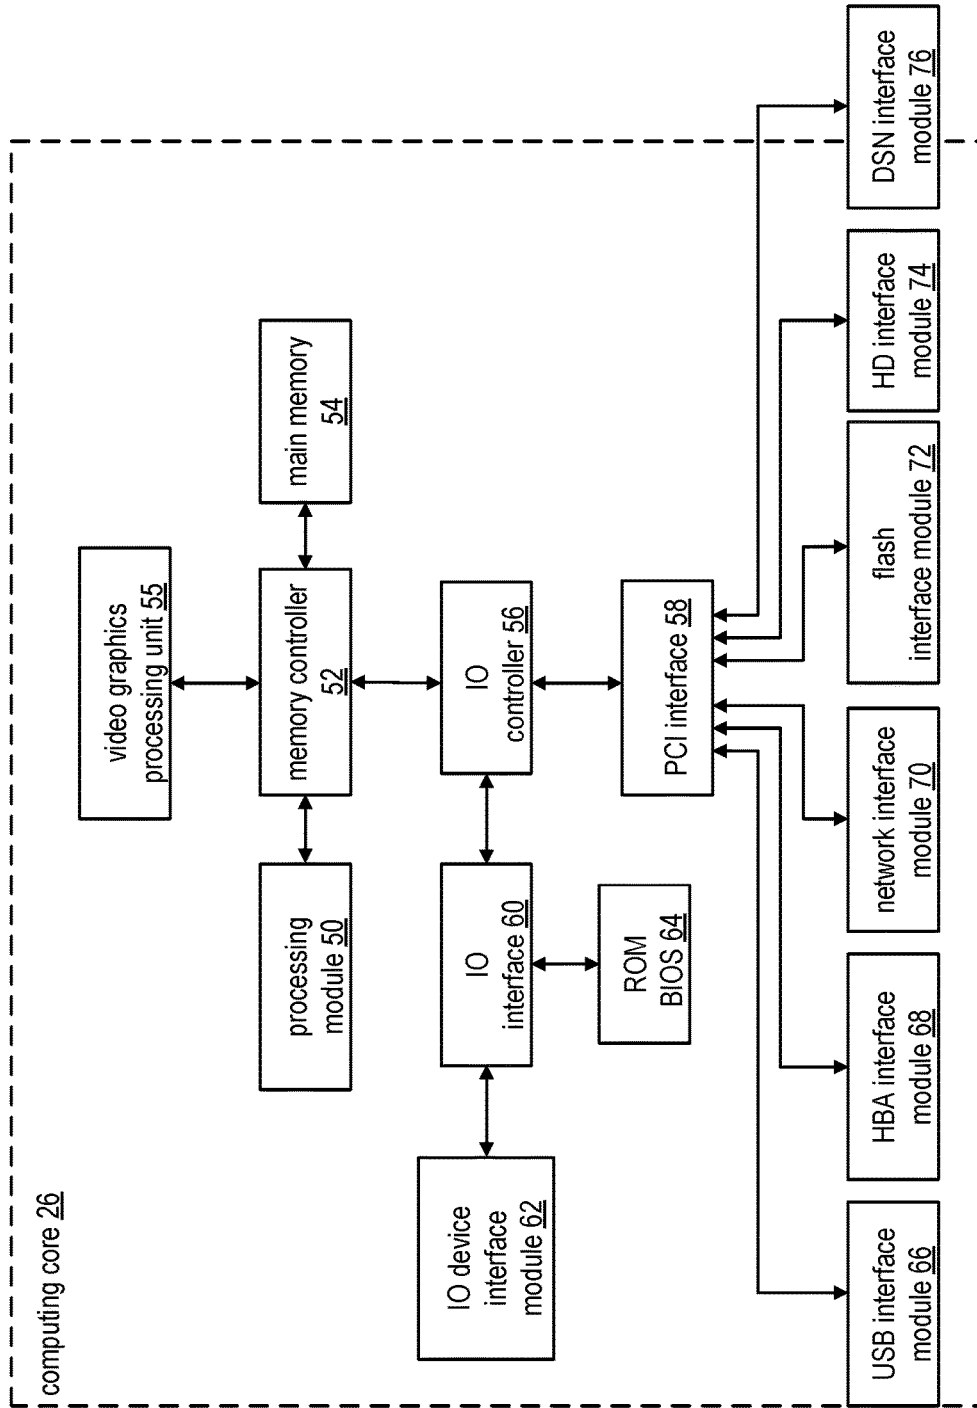 computing core 26
video graphics
processing unit 55
processing
module 50
memory controller
52
main memory
54
IO device
interface
module 62
IO
interface 60
IO
controller 56
ROM
BIOS 64
PCI interface 58
USB interface
module 66
HBA interface
module 68
network interface
module 70
flash
interface module 72
HD interface
module 74
DSN interface
module 76